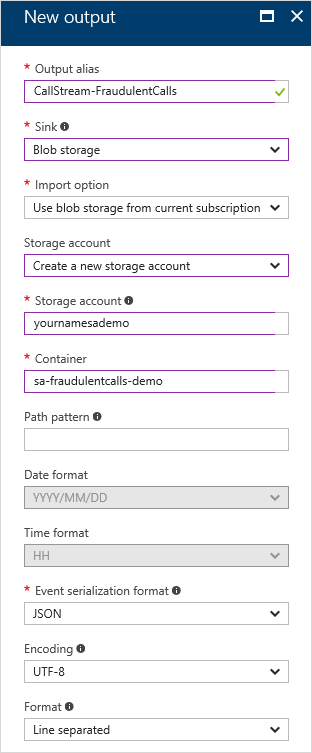 New output
* Output alias
CallStream-FraudulentCalls
* Sink
Blob storage
* Import option
Use blob storage from current subscription
Storage account
Create a new storage account
* Storage account
yournamesademo
* Container
sa-fraudulentcalls-demo
Path pattern
Date format
YYYY/MM/DD
Time format
HH
* Event serialization format
JSON
Encoding
UTF-8
Format
Line separated